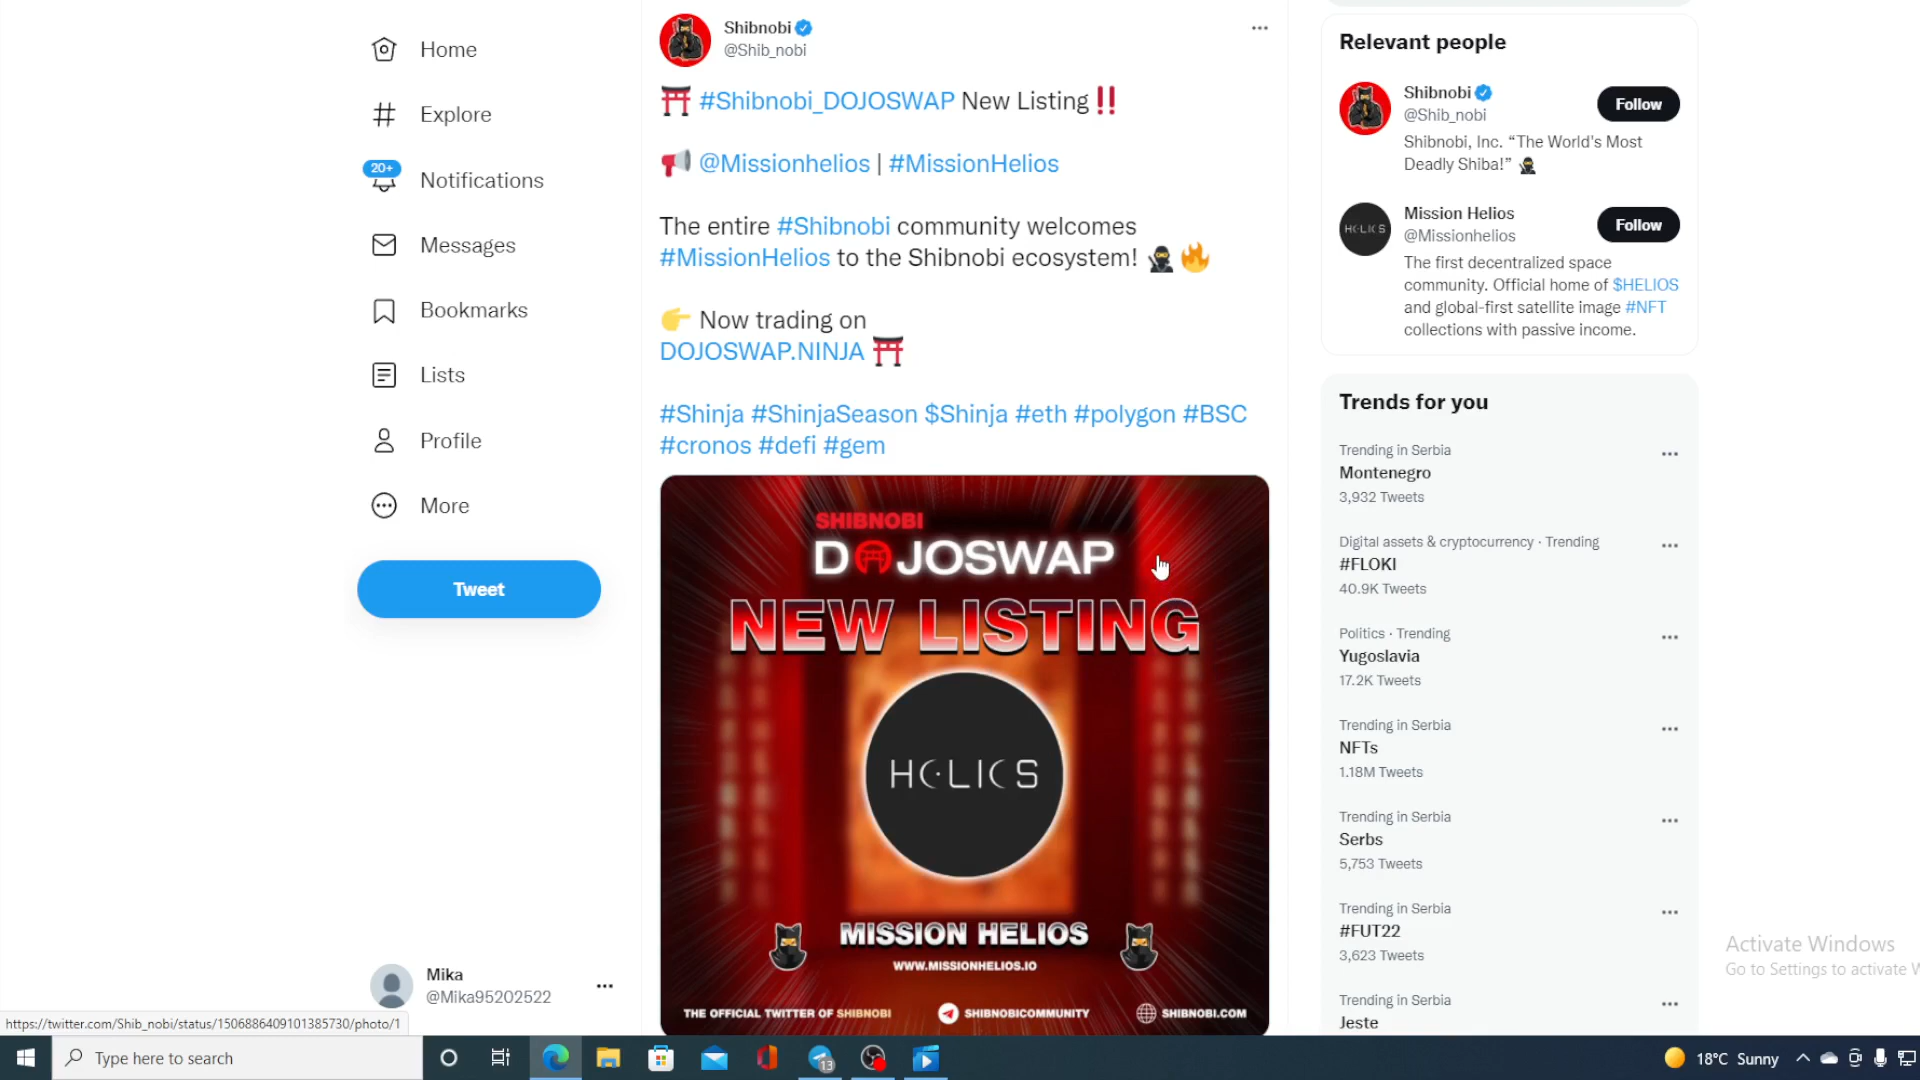 Home
Explore
20+
Notifications
Messages
Bookmarks
Lists
Profile
More
Tweet
Mika
@Mika95202522
https://twitter.com/Shib_nobi/status/1506886409101385730/photo/1
Shibnobi
@Shib_nobi
#Shibnobi_DOJOSWAP New Listing‼️
@Missionhelios | #MissionHelios
The entire #Shibnobi community welcomes
#MissionHelios to the Shibnobi ecosystem!
Now trading on
DOJOSWAP.NINJA
#Shinja #ShinjaSeason $Shinja #eth #polygon #BSC
#cronos #defi #gem
SHIBNOBI
DOJOSWAP
NEW LISTING
HELIOS
MISSION HELIOS
WWW.MISSIONHELIOS.IO
THE OFFICIAL TWITTER OF SHIBNOBI
SHIBNOBICOMMUNITY
SHIBNOBI.COM
Relevant people
Shibnobi
@Shib_nobi
Follow
Shibnobi, Inc. “The World's Most
Deadly Shiba!”
HELIOS
Mission Helios
@Missionhelios
Follow
The first decentralized space
community. Official home of $HELIOS
and global-first satellite image #NFT
collections with passive income.
Trends for you
Trending in Serbia
Montenegro
3,932 Tweets
Digital assets & cryptocurrency · Trending
#FLOKI
40.9K Tweets
Politics · Trending
Yugoslavia
17.2K Tweets
Trending in Serbia
NFTs
1.18M Tweets
Trending in Serbia
Serbs
5,753 Tweets
Trending in Serbia
#FUT22
3,623 Tweets
Trending in Serbia
Jeste
Activate Windows
Go to Settings to activate W
Type here to search
13
18°C Sunny